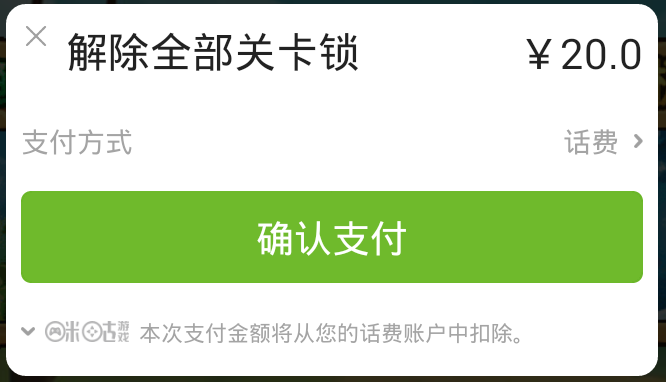 解除全部关卡锁
￥20.0
支付方式
话费
确认支付
咪咕游戏 本次支付金额将从您的话费账户中扣除。